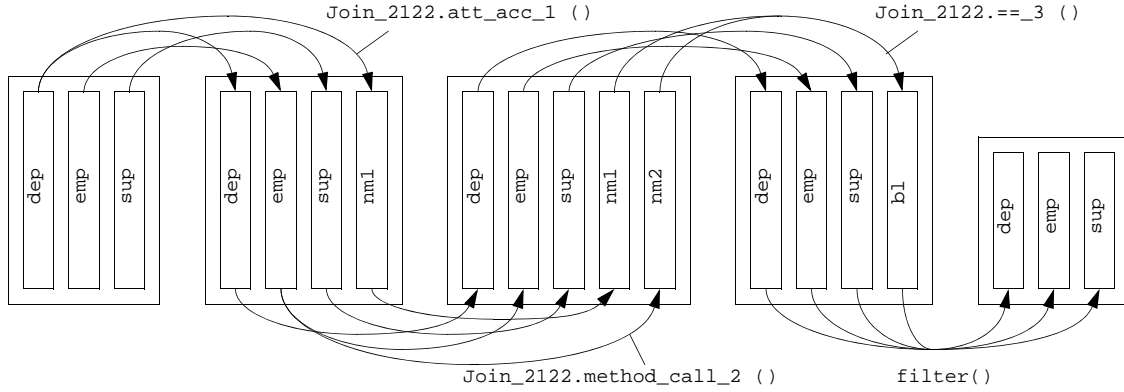 Join_2122.att_acc_1 ()
Join_2122.==_3 ()
dep
emp
sup
dep
emp
sup
nm1
dep
emp
sup
nm1
nm2
dep
emp
sup
bl
dep
emp
sup
Join_2122.method_call_2 ()
filter()